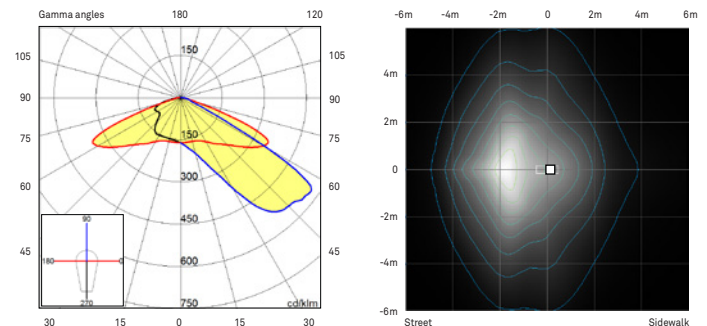 Gamma angles 180 120
-6m -4m -2m 0 2m 4m 6m
105 150 105
90 90
75 150 75
60 300 60
45 450 45
600
750 cd/klm
90
180 0
270
30 15 0 15 30
4m
2m
0
-2m
-4m
-6m
Street Sidewalk